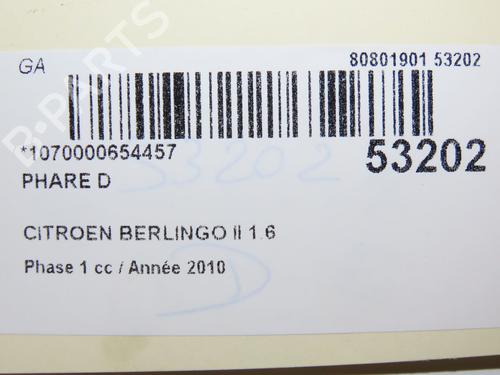 GA
80801901 53202
*1070000654457
53202
PHARE D
53202
CITROEN BERLINGO II 1.6
Phase 1 cc / Année 2010
D
B-PARTS